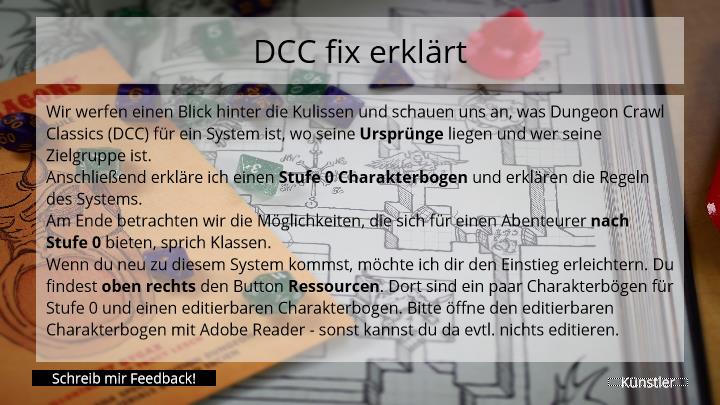 DCC fix erklärt
Wir werfen einen Blick hinter die Kulissen und schauen uns an, was Dungeon Crawl
Classics (DCC) für ein System ist, wo seine Ursprünge liegen und wer seine
Zielgruppe ist.
Anschließend erkläre ich einen Stufe 0 Charakterbogen und erklären die Regeln
des Systems.
Am Ende betrachten wir die Möglichkeiten, die sich für einen Abenteurer nach
Stufe 0 bieten, sprich Klassen.
Wenn du neu zu diesem System kommst, möchte ich dir den Einstieg erleichtern. Du
findest oben rechts den Button Ressourcen. Dort sind ein paar Charakterbögen für
Stufe 0 und einen editierbaren Charakterbogen. Bitte öffne den editierbaren
Charakterbogen mit Adobe Reader - sonst kannst du da evtl. nichts editieren.
Schreib mir Feedback!
Künstler